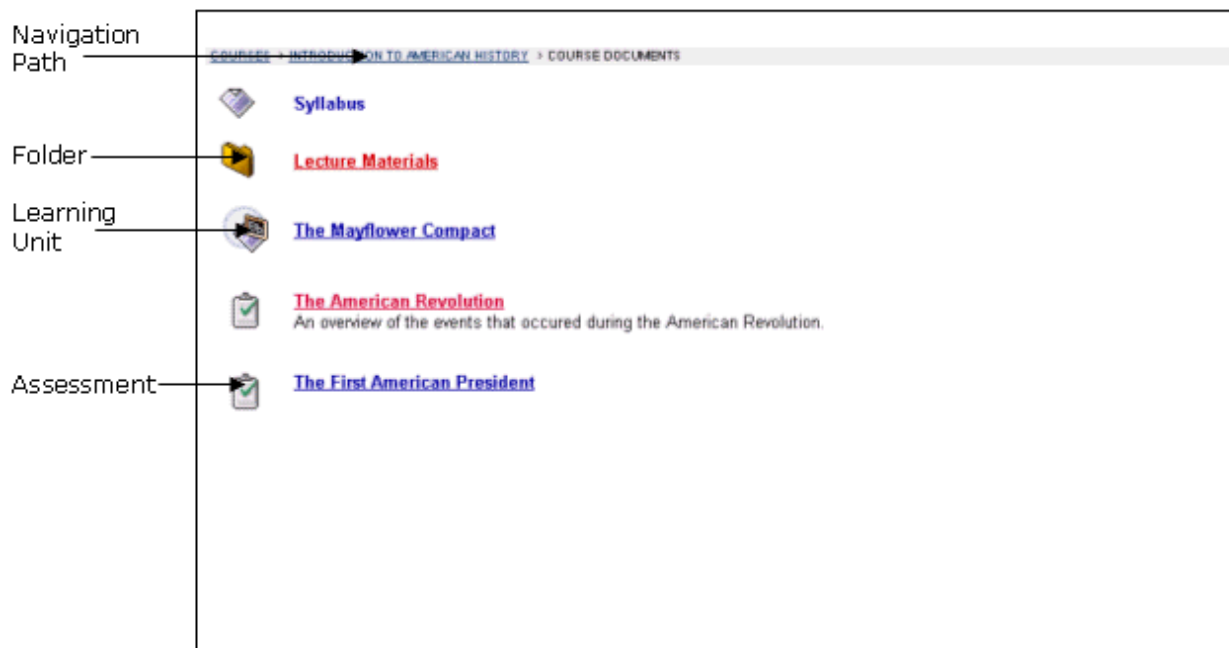 Navigation
Path
COURSES > INTRODUCTION TO AMERICAN HISTORY > COURSE DOCUMENTS
Syllabus
Folder
Lecture Materials
Learning
Unit
The Mayflower Compact
The American Revolution
An overview of the events that occured during the American Revolution.
Assessment
The First American President